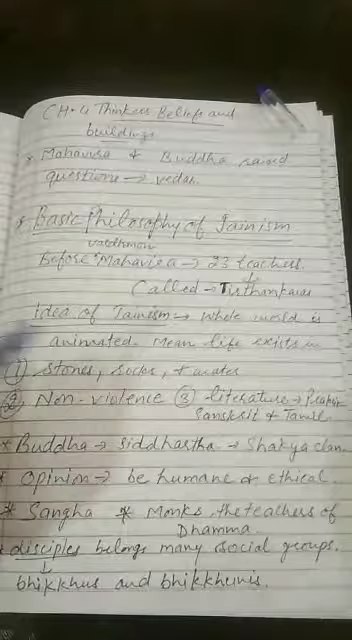 CH-4 Thinkers Beliefs and
buildings
* Mahavira & Buddha raised
question → vedas.
* Basic Philosophy of Jainism
vardhman
Before Mahavira → 23 teachers.
Called → Tirthankaras
Idea of Jainism → whole world is
animated. Mean life exists in
① stones, rocks, & water
② Non-violence ③ literature → Prakrit
Sanskrit & Tamil
* Buddha → Siddhartha → Shakya clan
* Opinion → be humane & ethical.
* Sangha * Monks, the teachers of
Dhamma
* disciples belongs many social groups.
↓
bhikkhus and bhikkhunis.